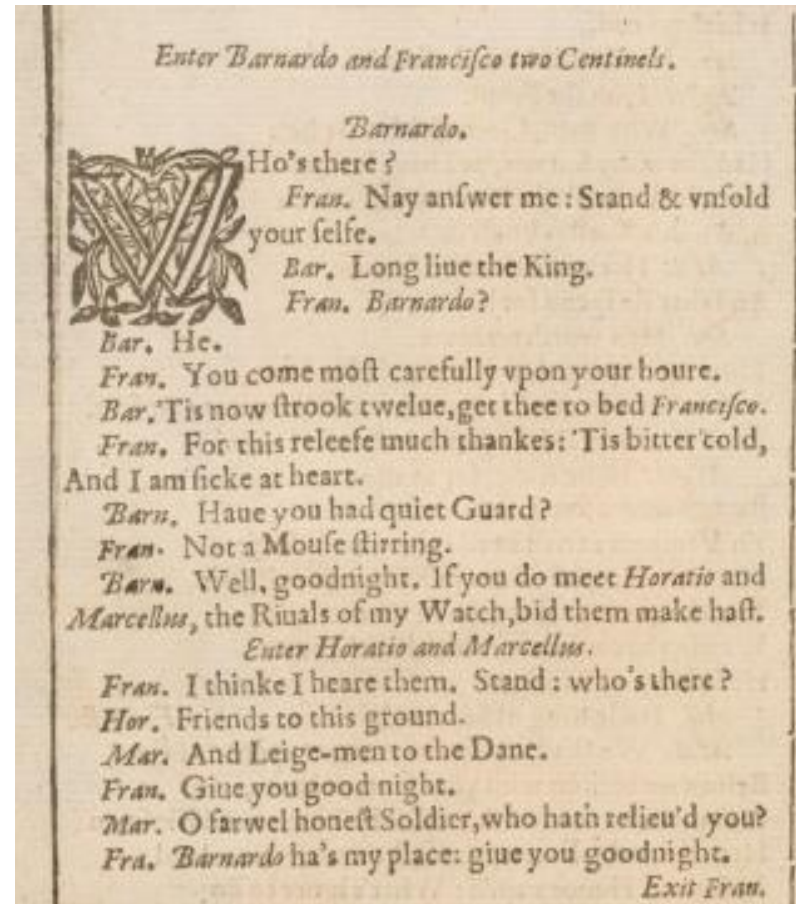 Enter Barnardo and Franciſco two Centinels.
Barnardo.
WHo's there?
Fran. Nay anſwer me: Stand & vnfold
your ſelfe.
Bar. Long liue the King.
Fran. Barnardo?
Bar. He.
Fran. You come moſt carefully vpon your houre.
Bar. 'Tis now ſtrook twelue, get thee to bed Franciſco.
Fran. For this releefe much thankes: 'Tis bitter cold,
And I am ſicke at heart.
Barn. Haue you had quiet Guard?
Fran. Not a Mouſe ſtirring.
Barn. Well, goodnight. If you do meet Horatio and
Marcellus, the Riuals of my Watch, bid them make haſt.
Enter Horatio and Marcellus.
Fran. I thinke I heare them. Stand: who's there?
Hor. Friends to this ground.
Mar. And Leige-men to the Dane.
Fran. Giue you good night.
Mar. O farwel honeſt Soldier, who hath relieu'd you?
Fra. Barnardo ha's my place: giue you goodnight.
Exit Fran.